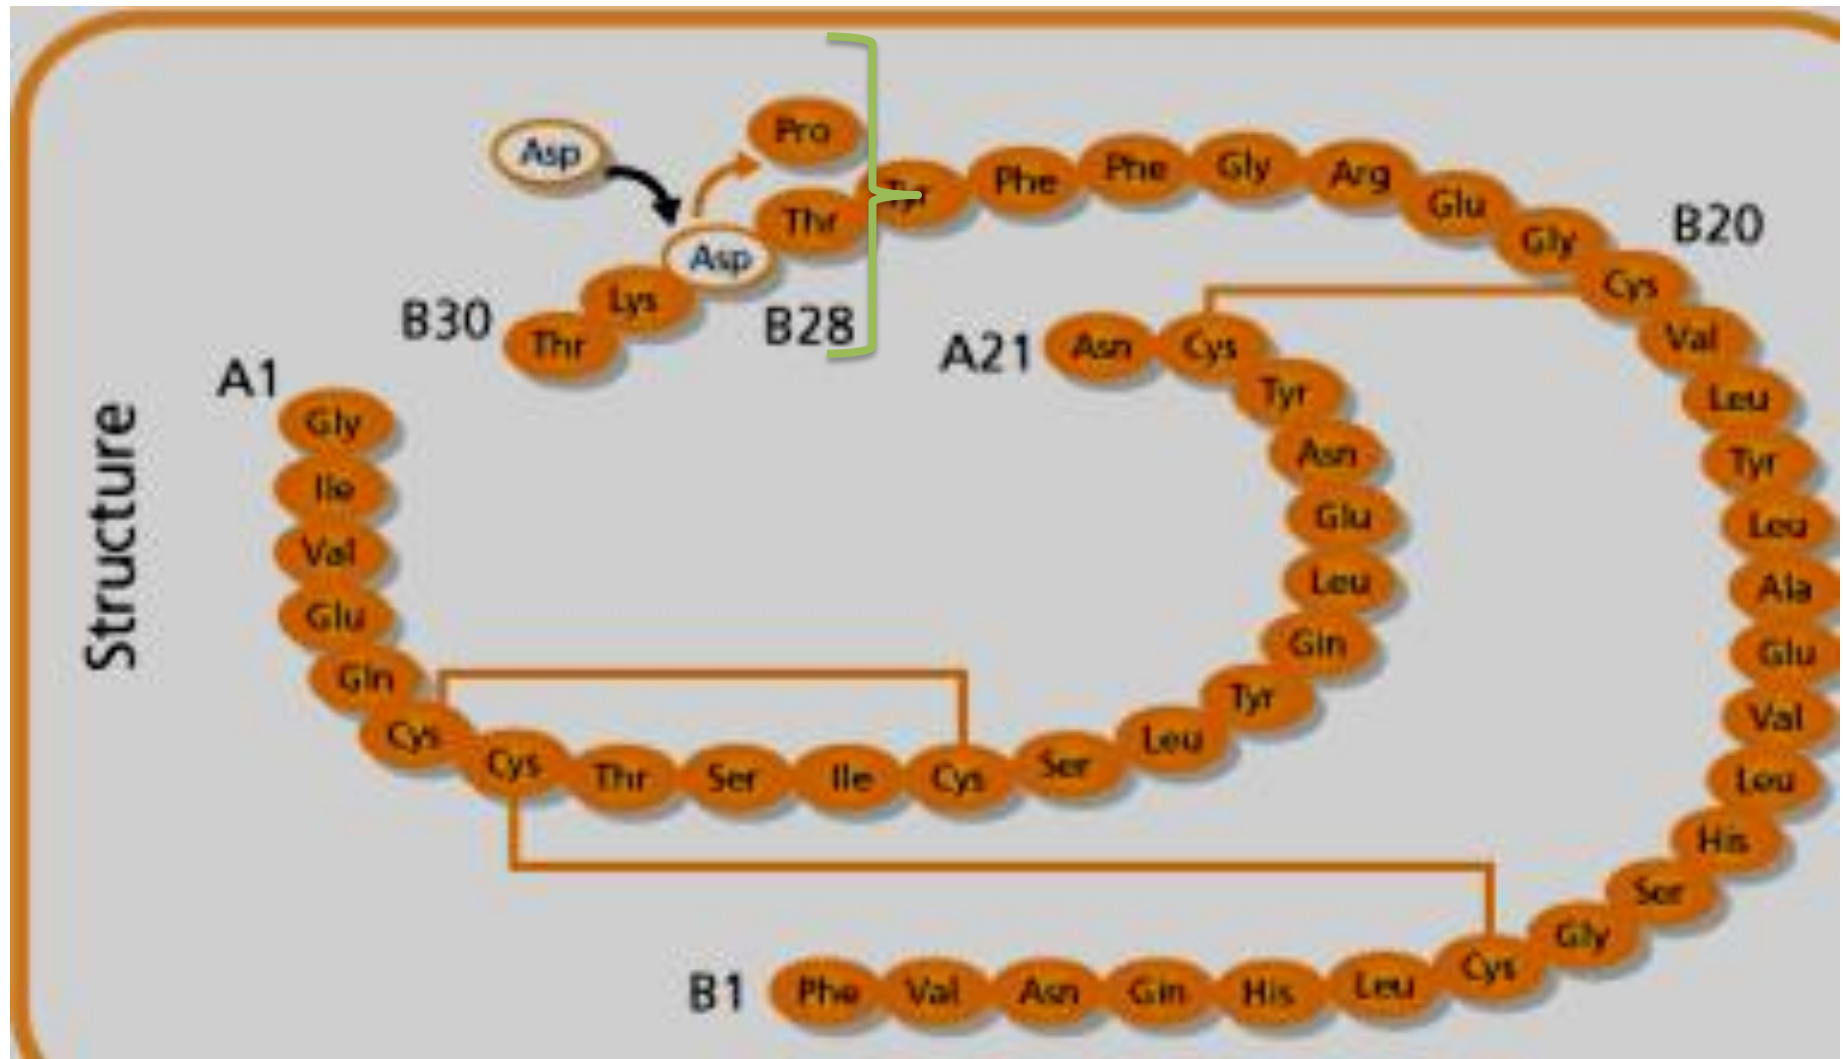 Structure
Asp
Pro
Asp
Thr
Tyr
Phe
Phe
Gly
Arg
Glu
Gly
Cys
B20
Val
Leu
Tyr
Leu
Ala
Glu
Val
Leu
His
Ser
Gly
Cys
Leu
His
Gin
Asn
Val
Phe
B1
B30
Thr
Lys
B28
A21
Asn
Cys
Tyr
Asn
Glu
Leu
Gin
Tyr
Leu
Ser
Cys
Ile
Ser
Thr
Cys
Cys
Gln
Glu
Val
Ile
Gly
A1